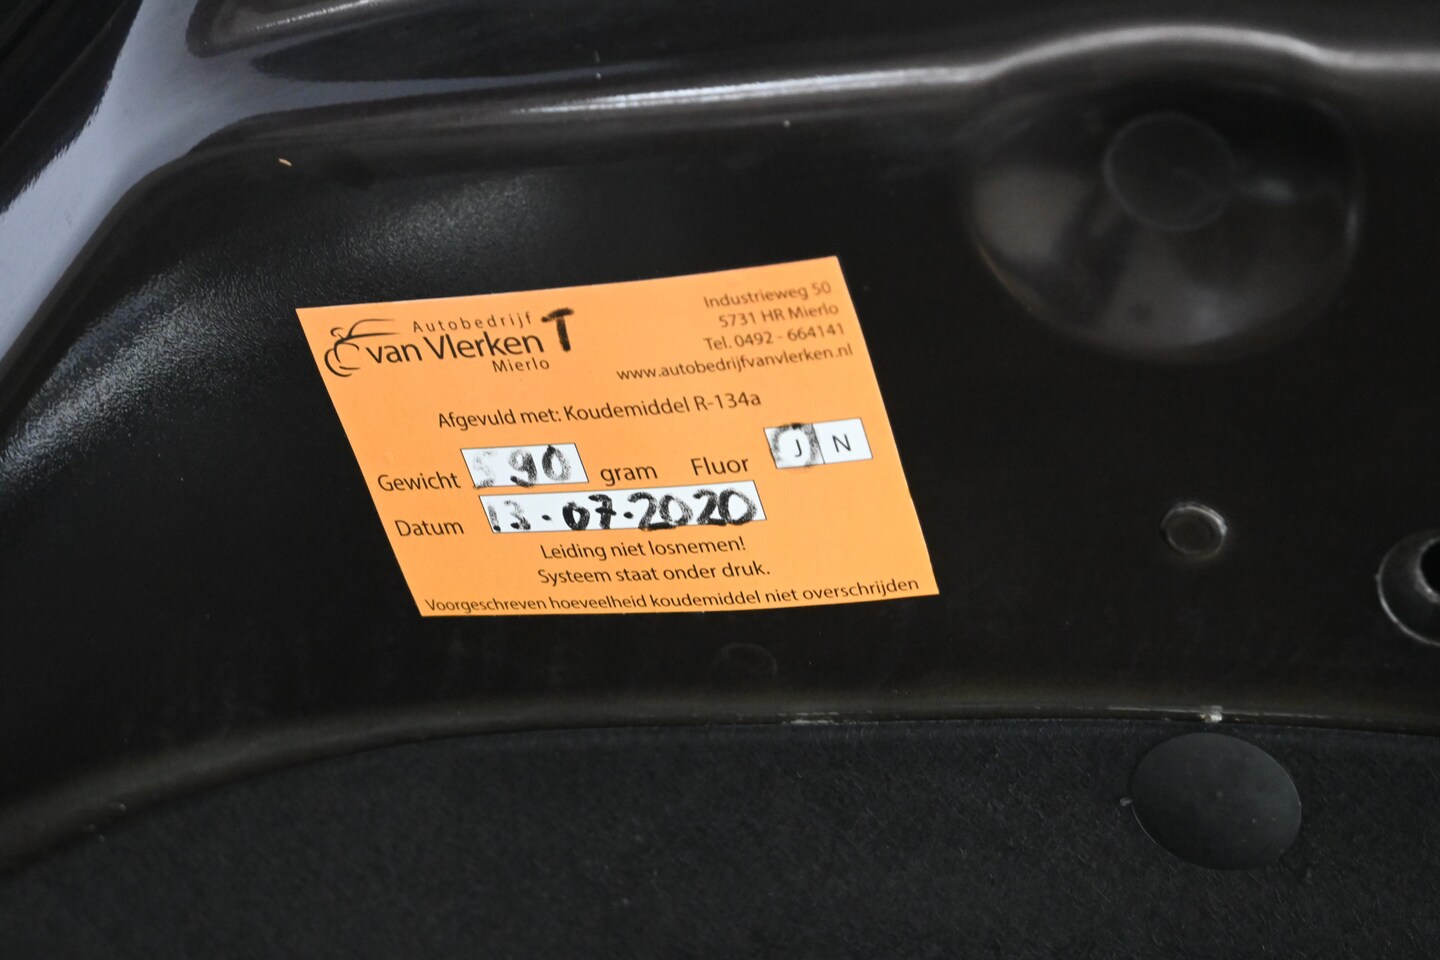 Autobedrijf
van Vlerken T
Mierlo
Industrieweg 50
5731 HR Mierlo
Tel. 0492 - 664141
www.autobedrijfvanvlerken.nl
Afgevuld met: Koudemiddel R-134a
Gewicht 590 gram Fluor J N
Datum 13-07-2020
Leiding niet losnemen!
Systeem staat onder druk.
Voorgeschreven hoeveelheid koudemiddel niet overschrijden